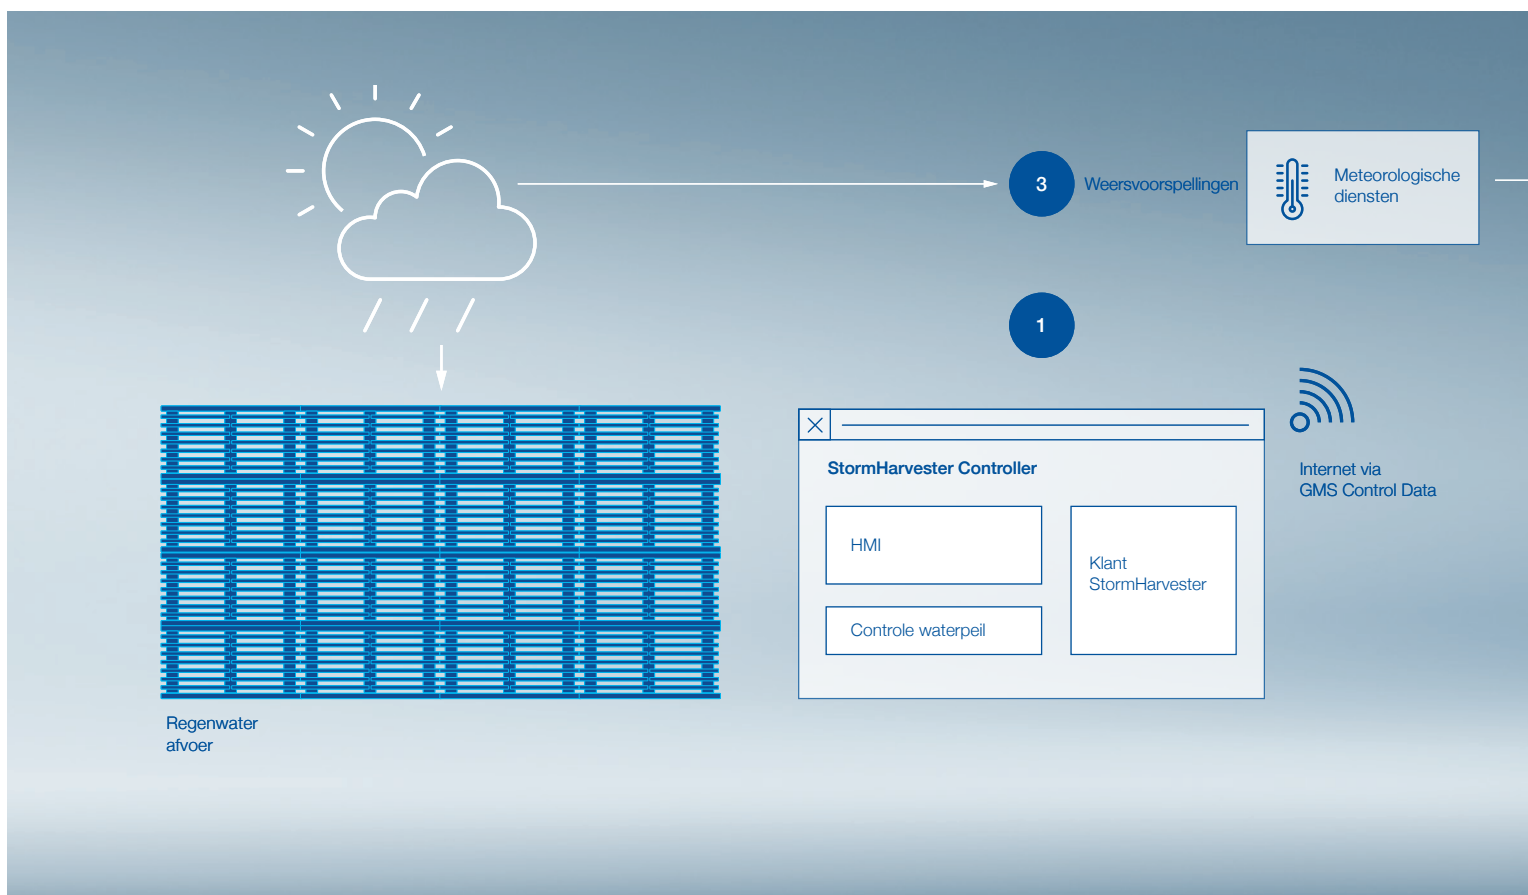 3
Weersvoorspellingen
Meteorologische
diensten
1
StormHarvester Controller
HMI
Controle waterpeil
Klant
StormHarvester
Internet via
GMS Control Data
Regenwater
afvoer